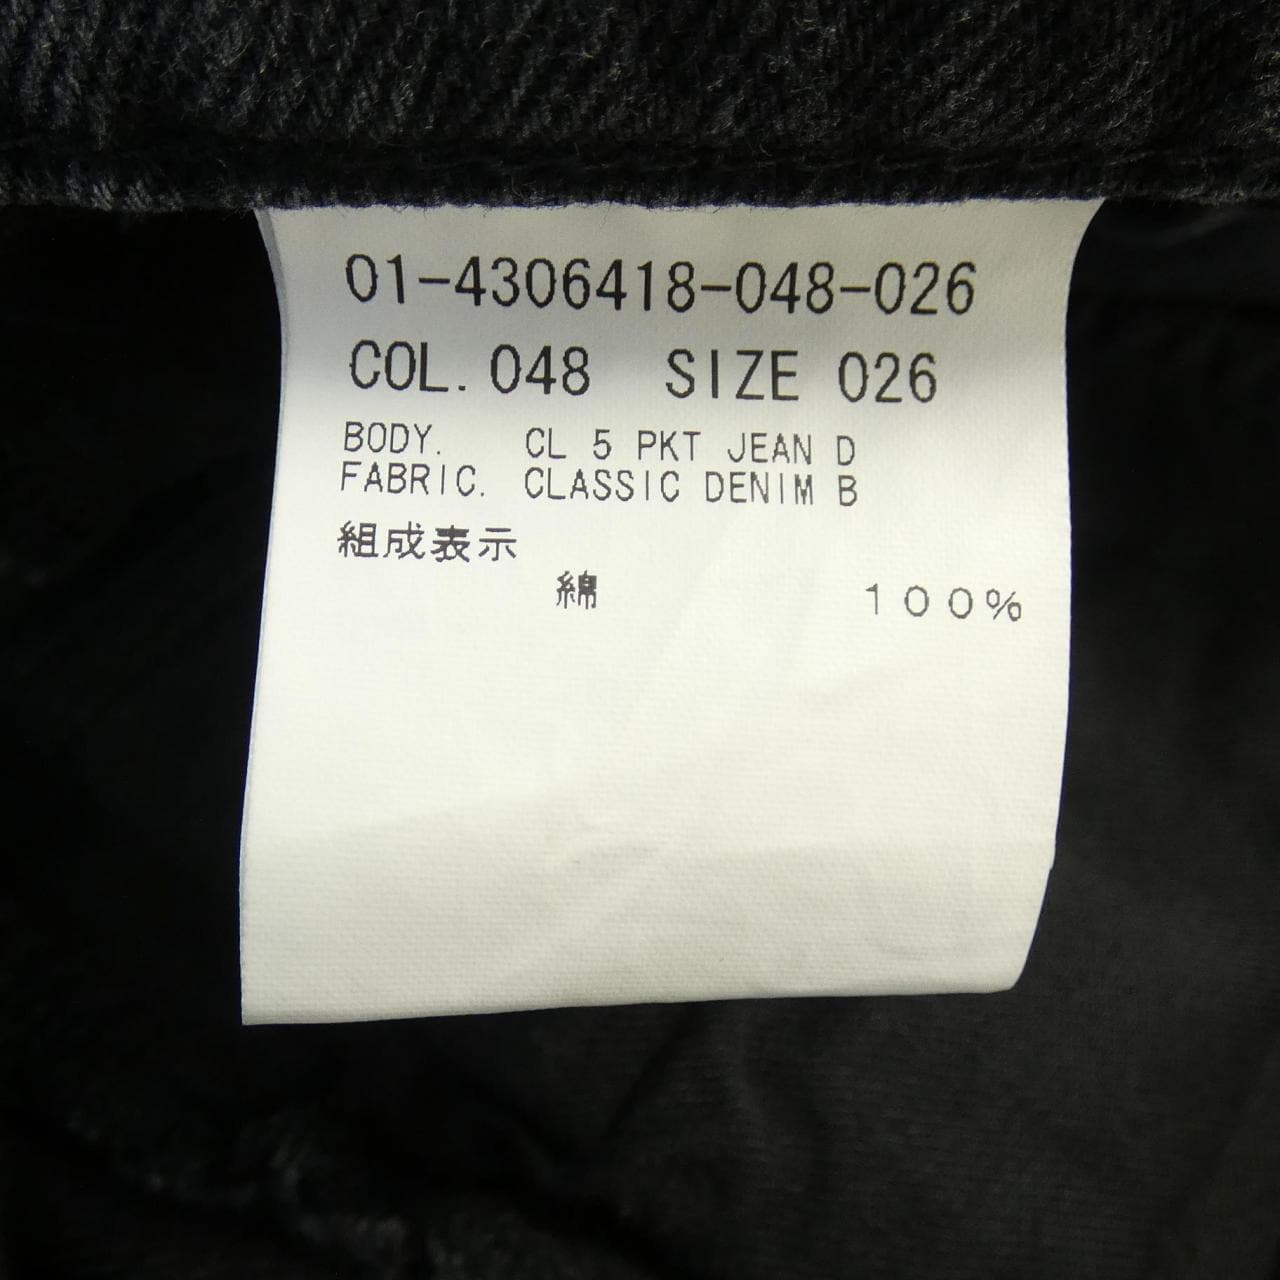 01-4306418-048-026
COL. 048 SIZE 026
BODY. CL 5 PKT JEAN D
FABRIC. CLASSIC DENIM B
組成表示
綿 100%